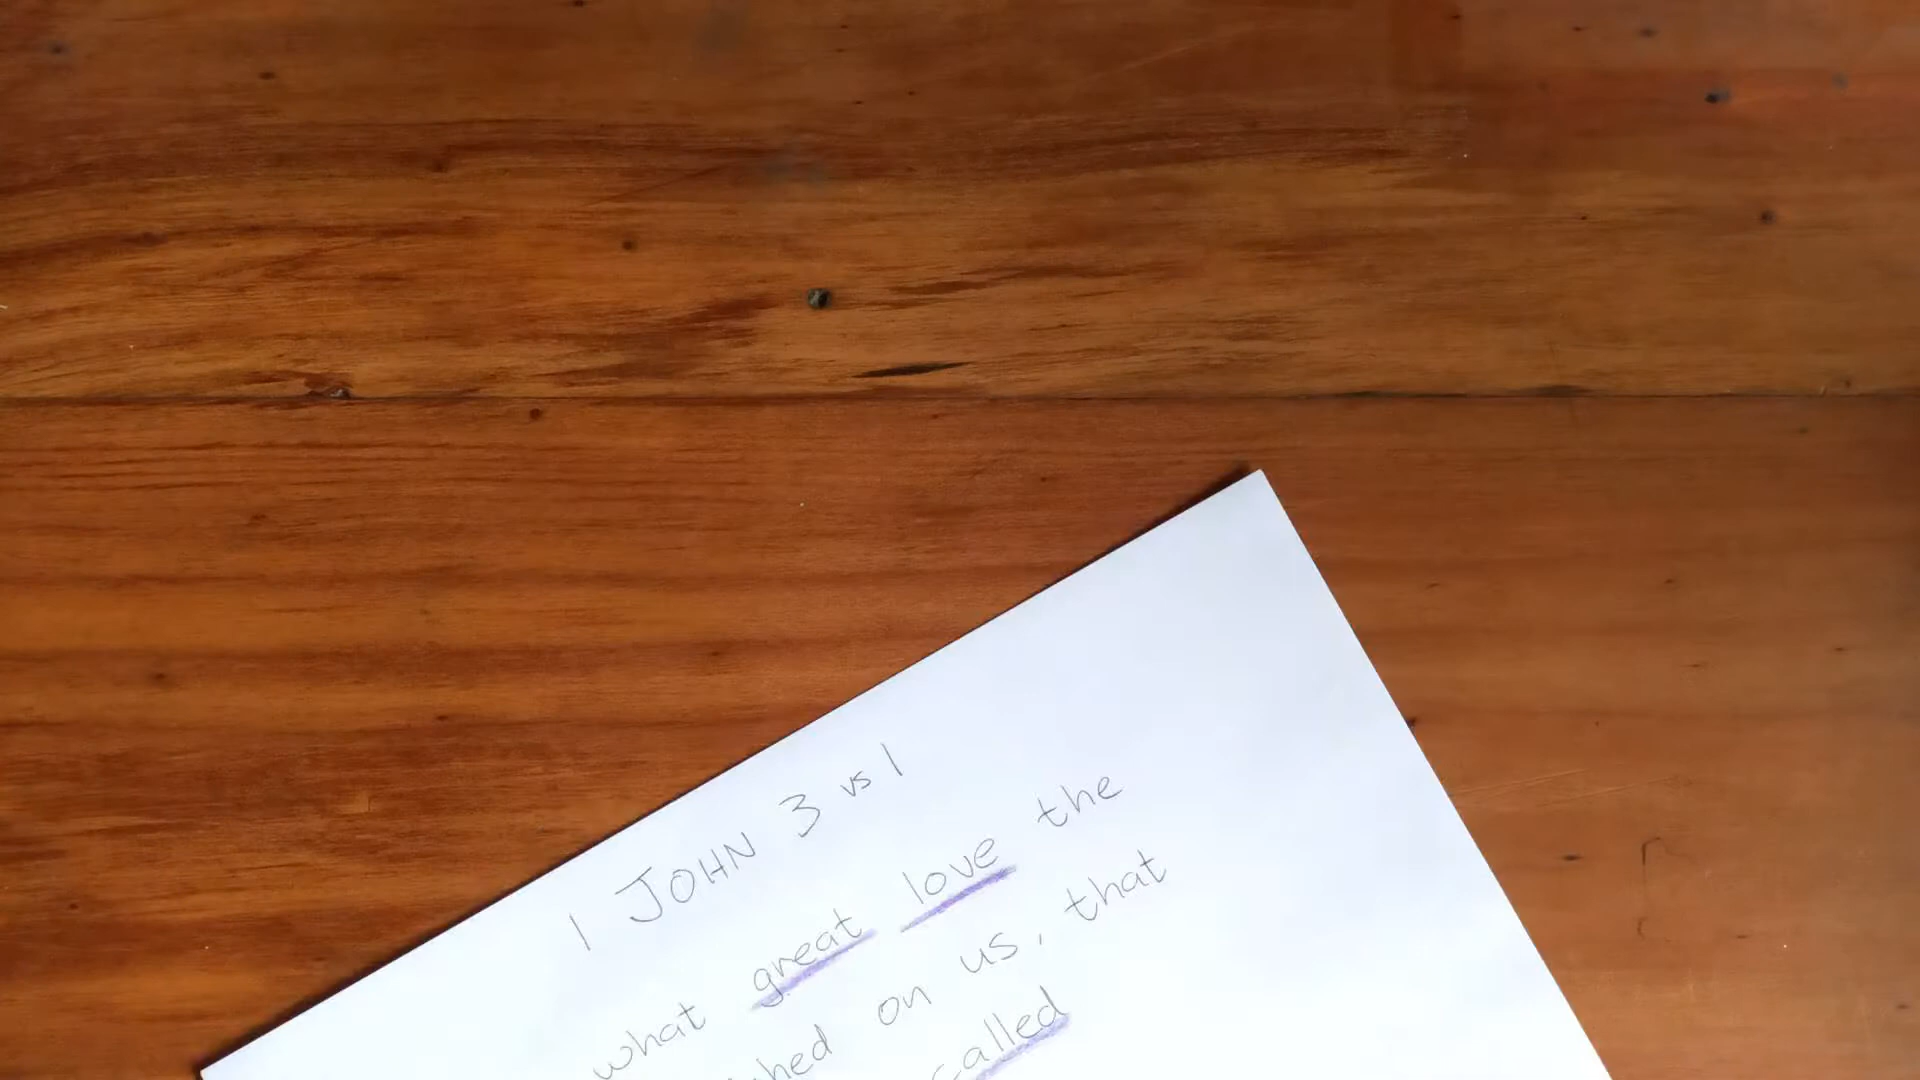 1 JOHN 3 vs 1
what great love the
on us, that
called